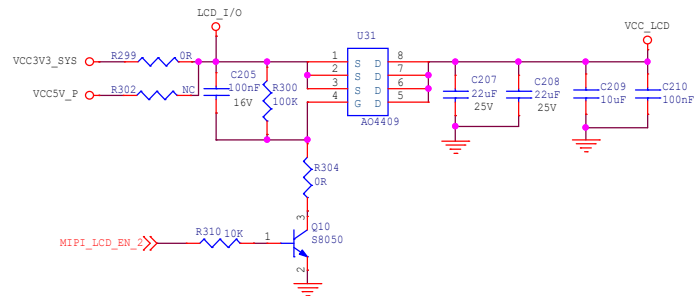 LCD_I/O
U31
VCC_LCD
VCC3V3_SYS
R299
0R
1
S
D
8
2
S
D
7
3
S
D
6
4
G
D
5
AO4409
VCC5V_P
R302
NC
C205
100nF
16V
R300
100K
C207
22uF
25V
C208
22uF
25V
C209
10uF
C210
100nF
R304
0R
3
Q10
S8050
MIPI_LCD_EN_2
R310
10K
1
2